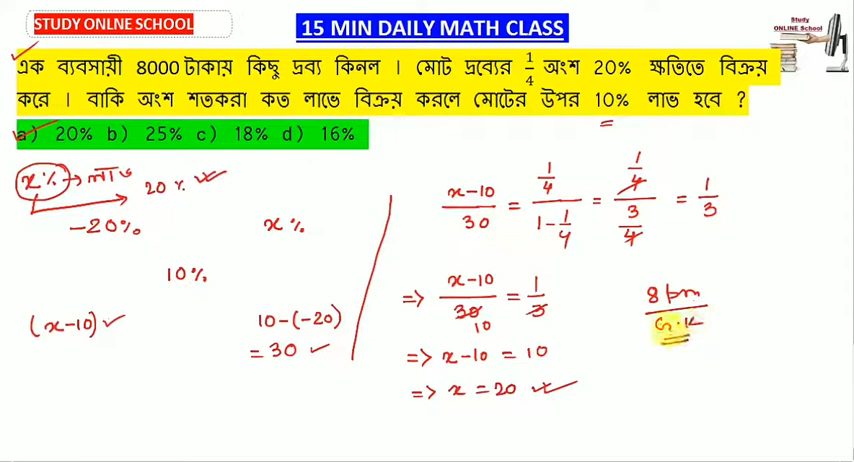 STUDY ONLNE SCHOOL
15 MIN DAILY MATH CLASS
Study
ONLINE School
এক ব্যবসায়ী 8000 টাকায় কিছু দ্রব্য কিনল । মোট দ্রব্যের 1/4 অংশ 20% ক্ষতিতে বিক্রয়
করে । বাকি অংশ শতকরা কত লাভে বিক্রয় করলে মোটের উপর 10% লাভ হবে ?
a) 20% b) 25% c) 18% d) 16%
x% → লাভ 20%
-20% x%
10%
(x-10) 10-(-20)
= 30
x-10/30 = 1/4/1-1/4 = 1/4/3/4 = 1/3
=> x-10/30 = 1/3
10
=> x-10 = 10
=> x = 20
8 pm
G.K